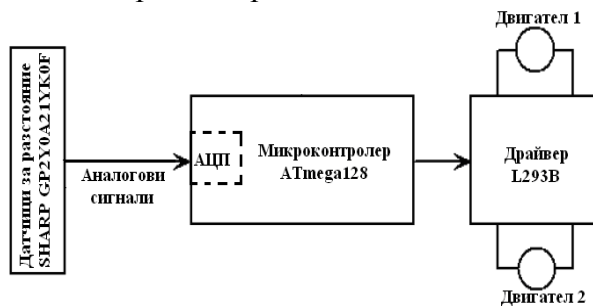 Датчици за разстояние
SHARP GP2Y0A21YK0F
Аналогови
сигнали
АЦП
Микроконтролер
ATmega128
Двигател 1
Драйвер
L293B
Двигател 2